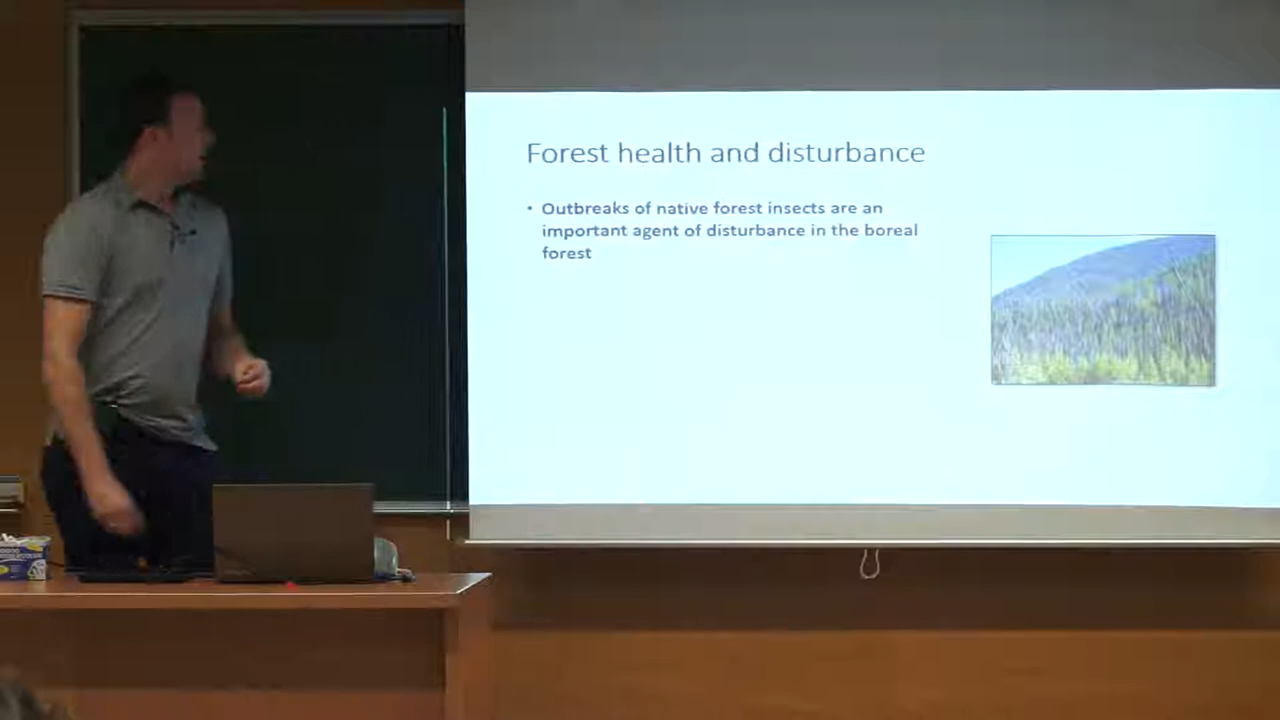 Forest health and disturbance
• Outbreaks of native forest insects are an
important agent of disturbance in the boreal
forest